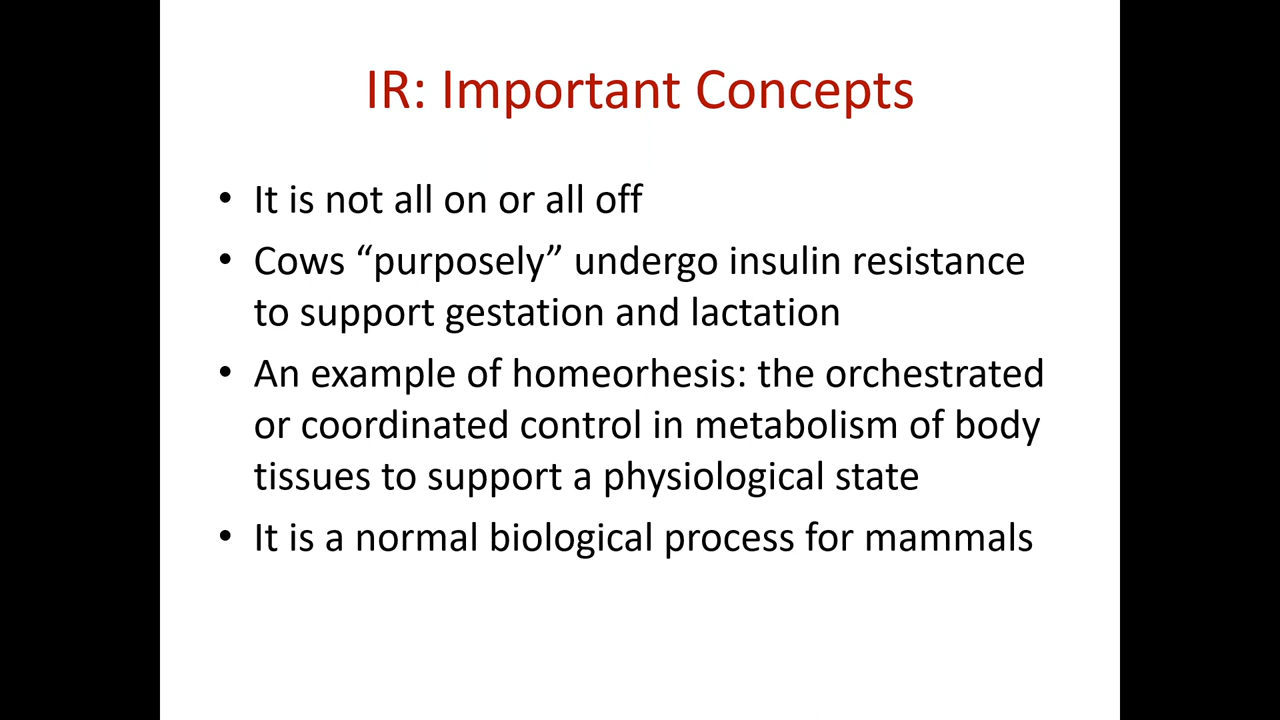 IR: Important Concepts
• It is not all on or all off
• Cows “purposely” undergo insulin resistance
to support gestation and lactation
• An example of homeorhesis: the orchestrated
or coordinated control in metabolism of body
tissues to support a physiological state
• It is a normal biological process for mammals